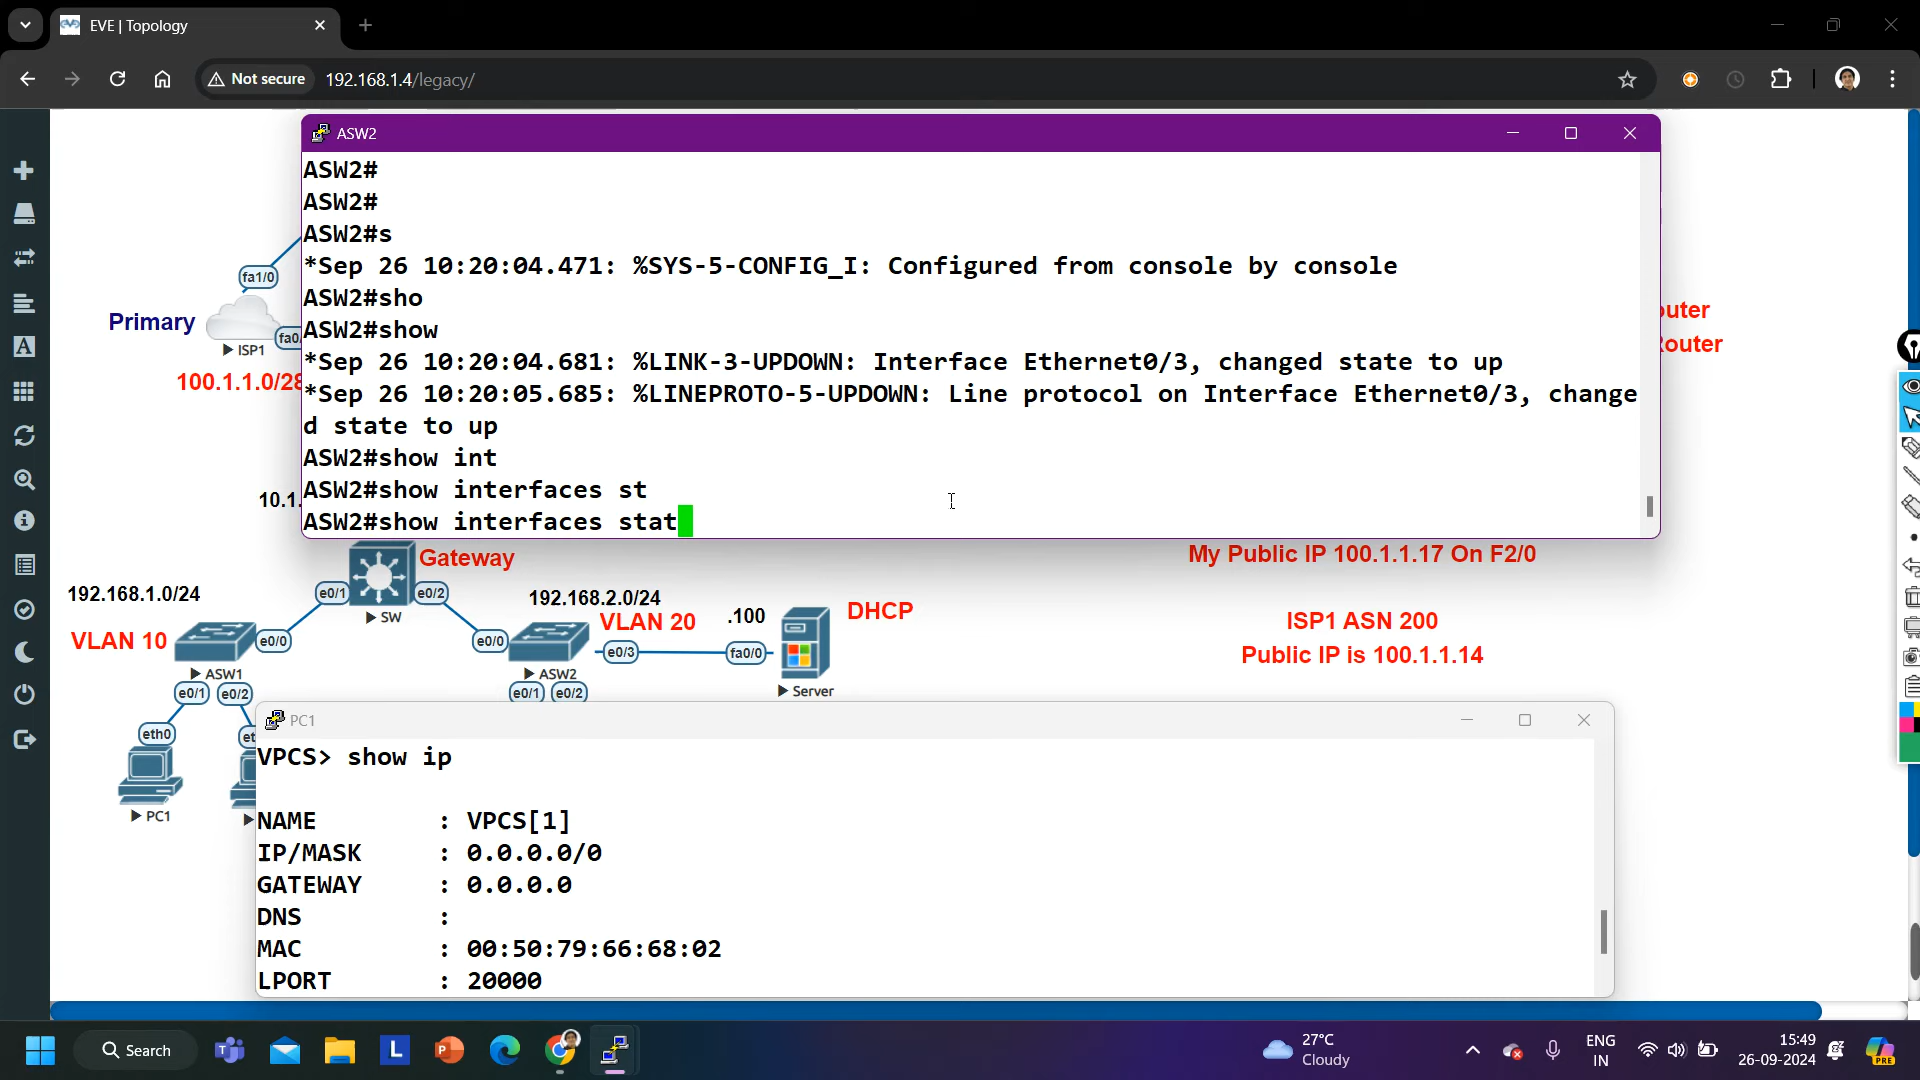 EVE | Topology
Not secure
192.168.1.4/legacy/
ASW2
ASW2#
ASW2#
ASW2#s
*Sep 26 10:20:04.471: %SYS-5-CONFIG_I: Configured from console by console
ASW2#sho
ASW2#show
*Sep 26 10:20:04.681: %LINK-3-UPDOWN: Interface Ethernet0/3, changed state to up
*Sep 26 10:20:05.685: %LINEPROTO-5-UPDOWN: Line protocol on Interface Ethernet0/3, change
d state to up
ASW2#show int
ASW2#show interfaces st
ASW2#show interfaces stat
fa1/0
Primary
ISP1
fa0
100.1.1.0/28
10.1.
outer
Router
Gateway
My Public IP 100.1.1.17 On F2/0
192.168.1.0/24
e0/1
e0/2
SW
192.168.2.0/24
VLAN 20
.100
DHCP
ISP1 ASN 200
Public IP is 100.1.1.14
VLAN 10
e0/0
e0/0
e0/3
fa0/0
ASW1
ASW2
Server
e0/1
e0/2
e0/1
e0/2
eth0
et
PC1
PC1
VPCS> show ip
NAME : VPCS[1]
IP/MASK : 0.0.0.0/0
GATEWAY : 0.0.0.0
DNS :
MAC : 00:50:79:66:68:02
LPORT : 20000
Search
27°C
Cloudy
ENG
IN
15:49
26-09-2024
PRE